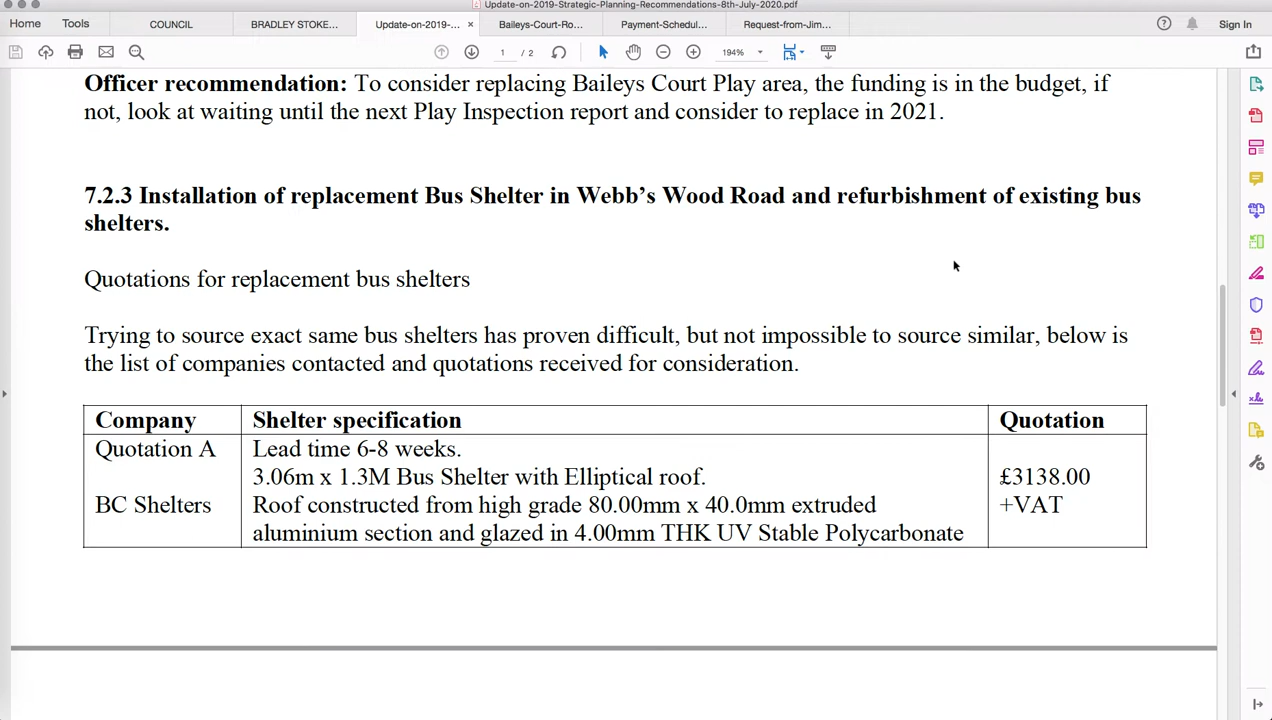 Update-on-2019-Strategic-Planning-Recommendations-8th-July-2020.pdf
Home Tools COUNCIL BRADLEY STOKE... Update-on-2019-... × Baileys-Court-Ro... Payment-Schedul... Request-from-Jim... Sign In
1 / 2 194%
Officer recommendation: To consider replacing Baileys Court Play area, the funding is in the budget, if
not, look at waiting until the next Play Inspection report and consider to replace in 2021.
7.2.3 Installation of replacement Bus Shelter in Webb’s Wood Road and refurbishment of existing bus
shelters.
Quotations for replacement bus shelters
Trying to source exact same bus shelters has proven difficult, but not impossible to source similar, below is
the list of companies contacted and quotations received for consideration.
Company Shelter specification Quotation
Quotation A Lead time 6-8 weeks.
3.06m x 1.3M Bus Shelter with Elliptical roof. £3138.00
BC Shelters Roof constructed from high grade 80.00mm x 40.0mm extruded +VAT
aluminium section and glazed in 4.00mm THK UV Stable Polycarbonate